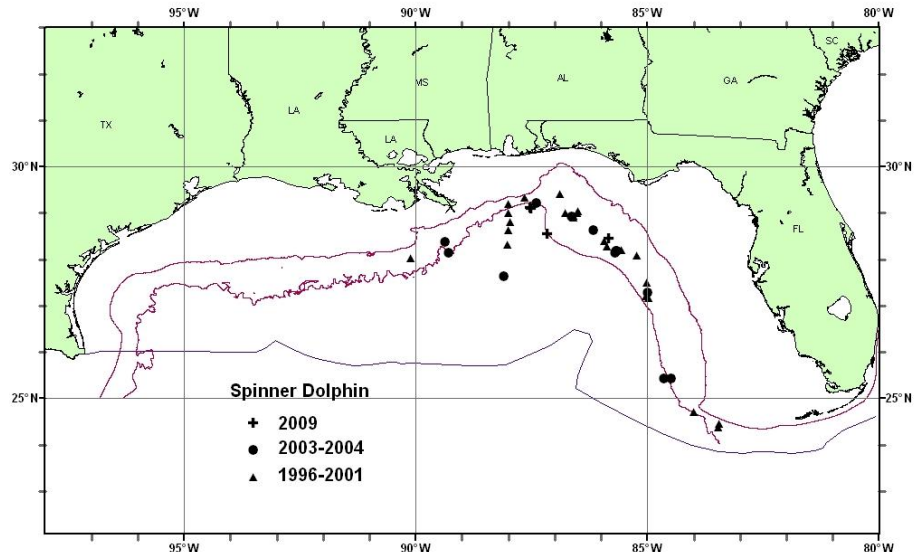 95°W 90°W 85°W 80°W
SC
MS AL GA
TX LA
LA
30°N 30°N
FL
25°N 25°N
Spinner Dolphin
2009
2003-2004
1996-2001
95°W 90°W 85°W 80°W